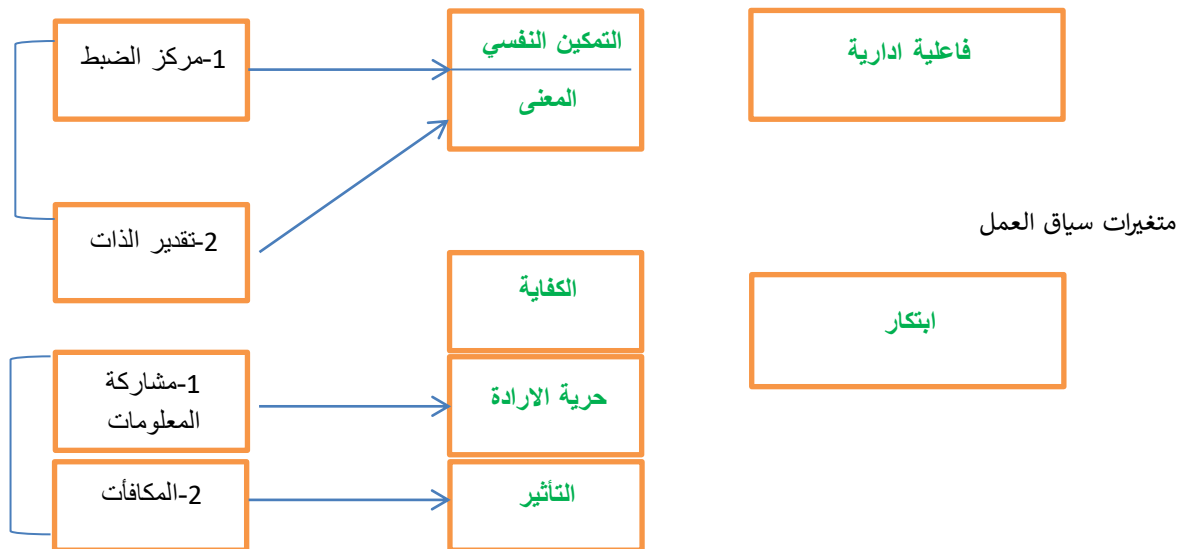 1-مركز الضبط
التمكين النفسي
المعنى
فاعلية ادارية
2-تقدير الذات
متغيرات سياق العمل
الكفاية
ابتكار
1-مشاركة
المعلومات
حرية الارادة
2-المكافأت
التأثير